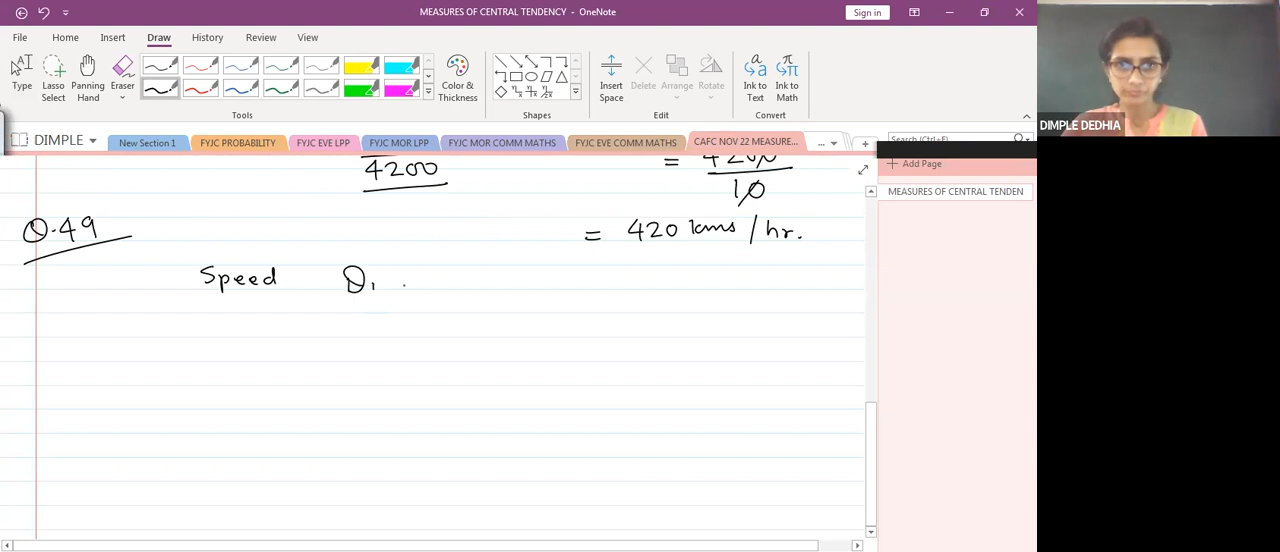 MEASURES OF CENTRAL TENDENCY - OneNote
Sign in
File Home Insert Draw History Review View
Type
Lasso Select
Panning Hand
Eraser
Color & Thickness
Insert Space
Delete
Arrange
Rotate
Ink to Text
Ink to Math
Tools
Shapes
Edit
Convert
DIMPLE
New Section 1
FYJC PROBABILITY
FYJC EVE LPP
FYJC MOR LPP
FYJC MOR COMM MATHS
FYJC EVE COMM MATHS
CAFC NOV 22 MEASURE...
Search (Ctrl+E)
Add Page
MEASURES OF CENTRAL TENDEN
DIMPLE DEDHIA
4200
= 4200
10
Q.49
= 420 kms / hr.
Speed D₁